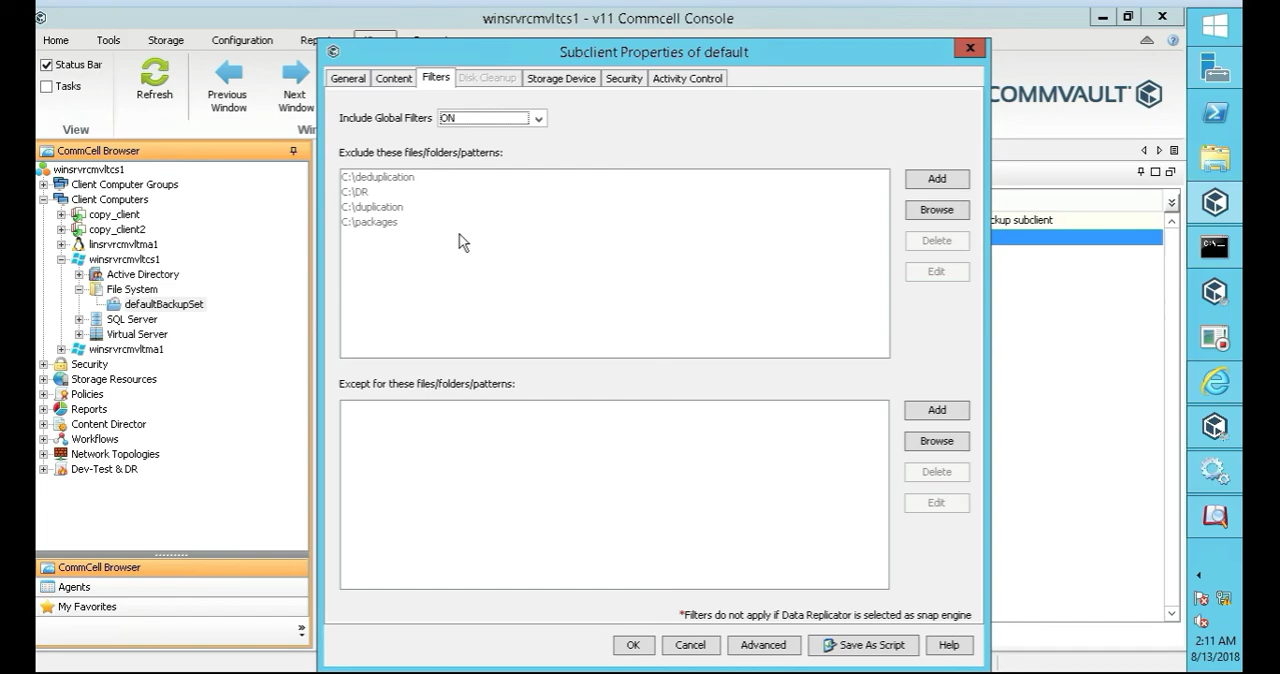 winsrvrcmvltcs1 - v11 Commcell Console
Home
Tools
Storage
Configuration
Status Bar
Tasks
Refresh
Previous
Window
Next
Window
View
COMMVAULT
CommCell Browser
winsrvrcmvltcs1
Client Computer Groups
Client Computers
copy_client
copy_client2
linsrvrcmvltma1
winsrvrcmvltcs1
Active Directory
File System
defaultBackupSet
SQL Server
Virtual Server
winsrvrcmvltma1
Security
Storage Resources
Policies
Reports
Content Director
Workflows
Network Topologies
Dev-Test & DR
CommCell Browser
Agents
My Favorites
Subclient Properties of default
General
Content
Filters
Disk Cleanup
Storage Device
Security
Activity Control
Include Global Filters
ON
Exclude these files/folders/patterns:
C:\deduplication
C:\DR
C:\duplication
C:\packages
Add
Browse
Delete
Edit
Except for these files/folders/patterns:
Add
Browse
Delete
Edit
*Filters do not apply if Data Replicator is selected as snap engine
OK
Cancel
Advanced
Save As Script
Help
subclient
2:11 AM
8/13/2018